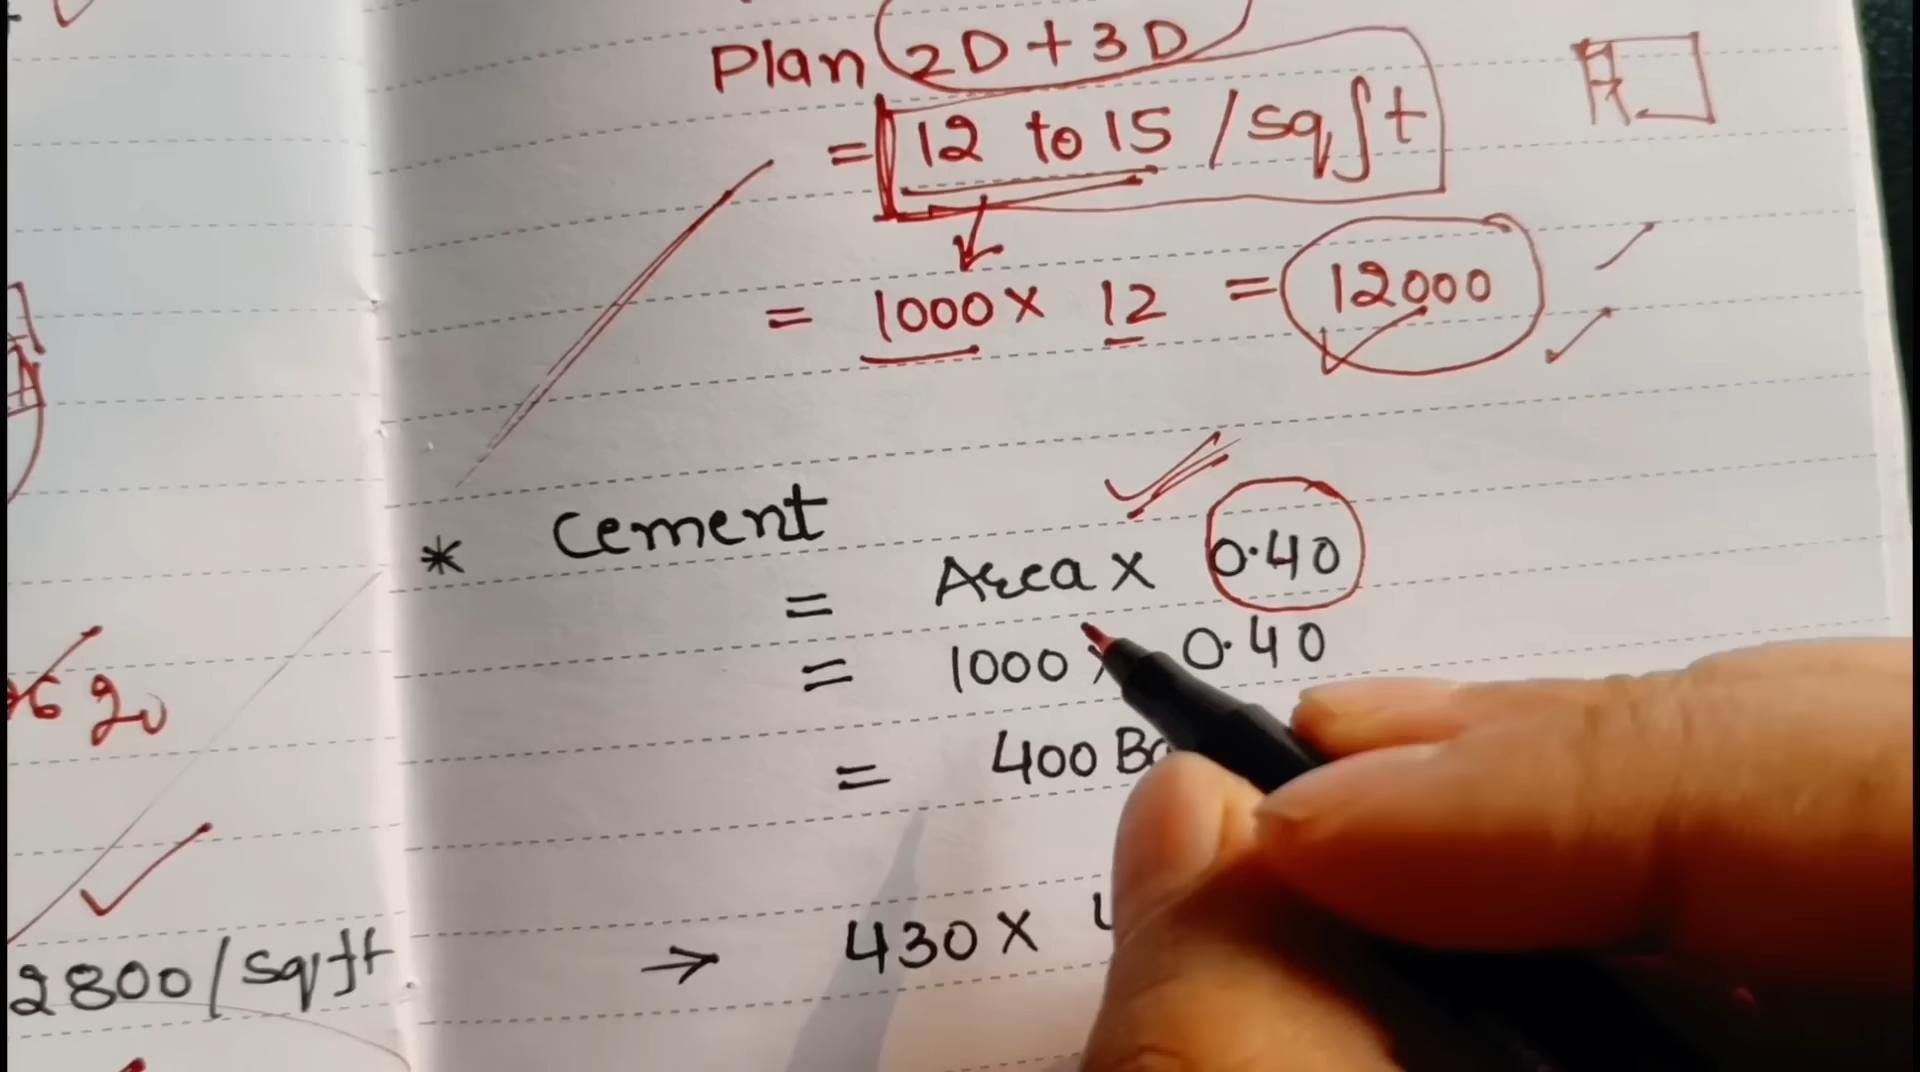 20
2800/sqft
Plan 2D+3D
= 12 to 15 /sqft
= 1000 x 12 = 12000
* Cement
= Area x 0.40
= 1000 x 0.40
= 400
→ 430 x